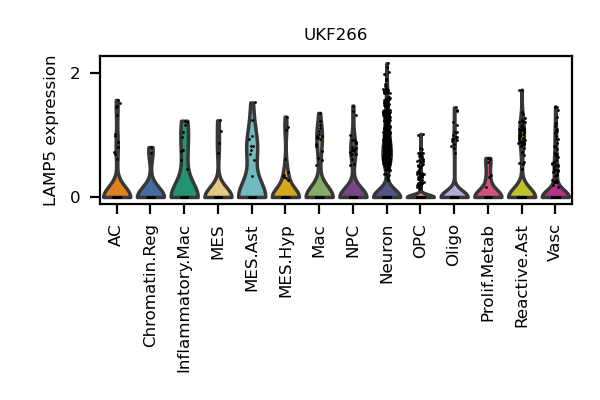 UKF266
LAMP5 expression
2
0
AC
Chromatin.Reg
Inflammatory.Mac
MES
MES.Ast
MES.Hyp
Mac
NPC
Neuron
OPC
Oligo
Prolif.Metab
Reactive.Ast
Vasc